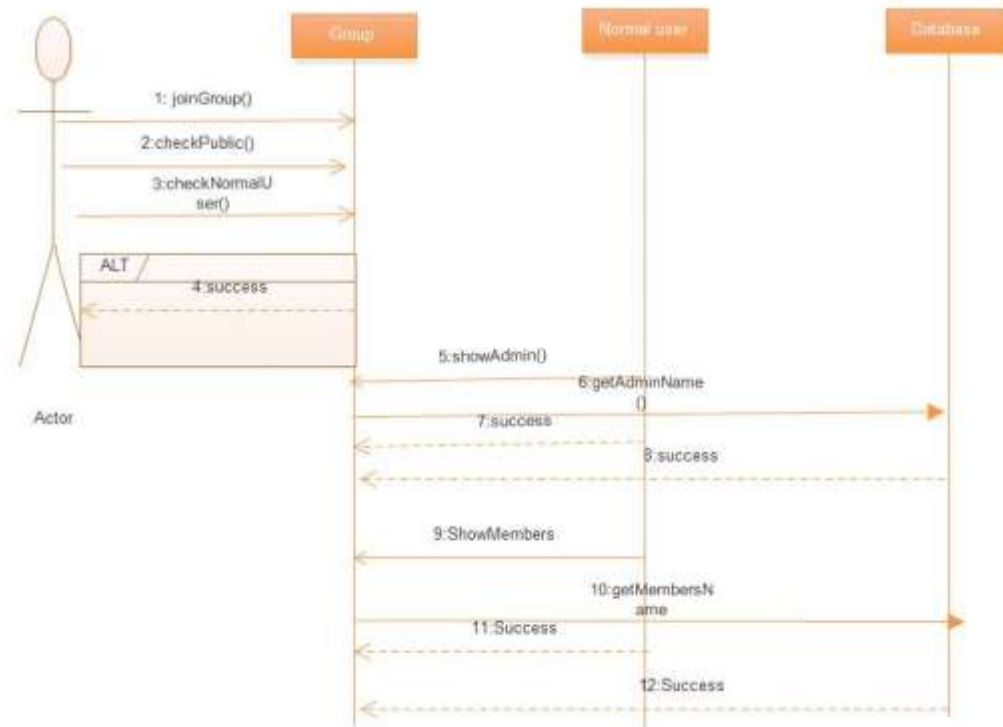 Group
Normal user
Database
1: joinGroup()
2:checkPublic()
3:checkNormalU
ser()
ALT
4:success
5:showAdmin()
6:getAdminName
()
Actor
7:success
8:success
9:ShowMembers
10:getMembersN
ame
11:Success
12:Success